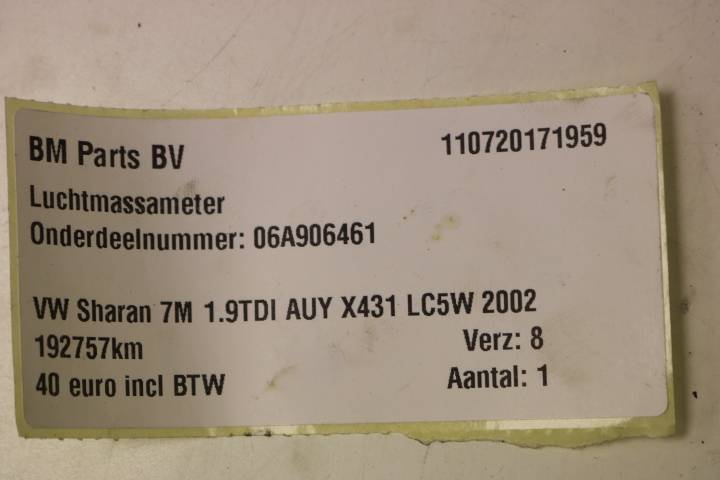 BM Parts BV 110720171959
Luchtmassameter
Onderdeelnummer: 06A906461
VW Sharan 7M 1.9TDI AUY X431 LC5W 2002
192757km Verz: 8
40 euro incl BTW Aantal: 1